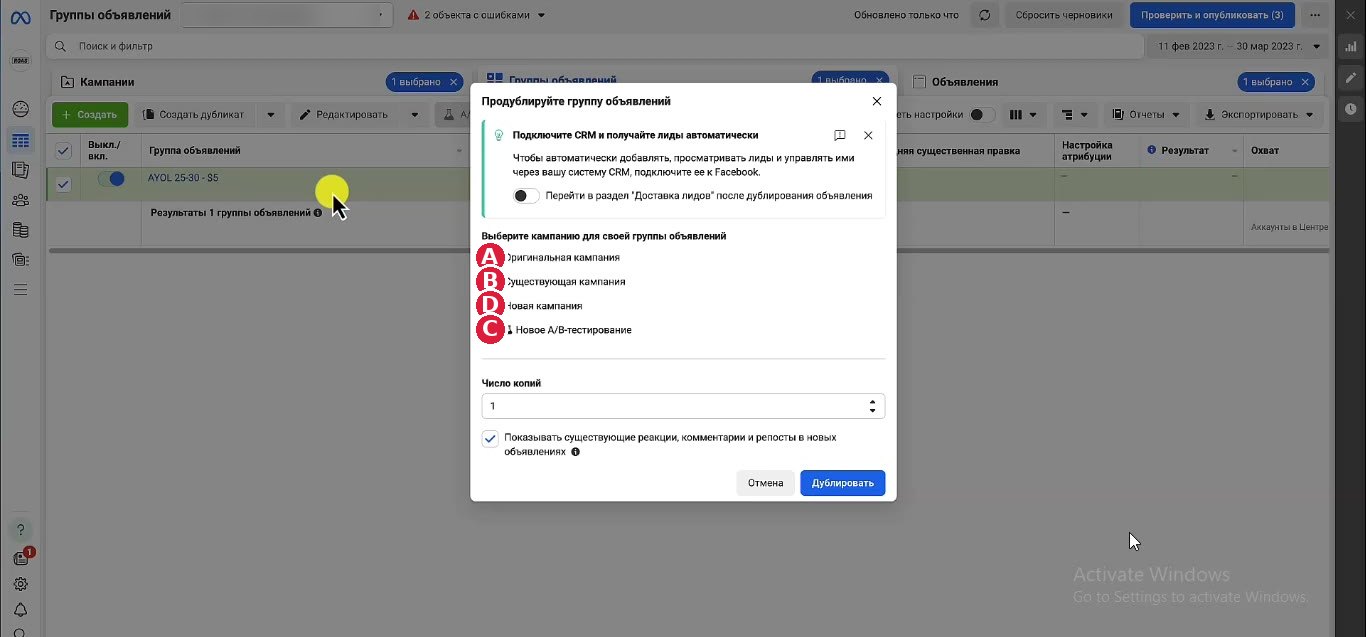 Группы объявлений
2 объекта с ошибками
Обновлено только что
Сбросить черновики
Проверить и опубликовать (3)
Поиск и фильтр
11 фев 2023 г. – 30 мар 2023 г.
Кампании
1 выбрано
Группы объявлений
1 выбрано
Объявления
1 выбрано
+ Создать
Создать дубликат
Редактировать
A/
ть настройки
Отчеты
Экспортировать
Выкл./
вкл.
Группа объявлений
няя существенная правка
Настройка
атрибуции
Результат
Охват
AYOL 25-30 - $5
—
—
Результаты 1 группы объявлений
—
Аккаунты в Центре
Продублируйте группу объявлений
Подключите CRM и получайте лиды автоматически
Чтобы автоматически добавлять, просматривать лиды и управлять ими
через вашу систему CRM, подключите ее к Facebook.
Перейти в раздел "Доставка лидов" после дублирования объявления
Выберите кампанию для своей группы объявлений
A Оригинальная кампания
B Существующая кампания
D Новая кампания
C Новое A/B-тестирование
Число копий
1
Показывать существующие реакции, комментарии и репосты в новых
объявлениях
Отмена
Дублировать
?
1
Activate Windows
Go to Settings to activate Windows.